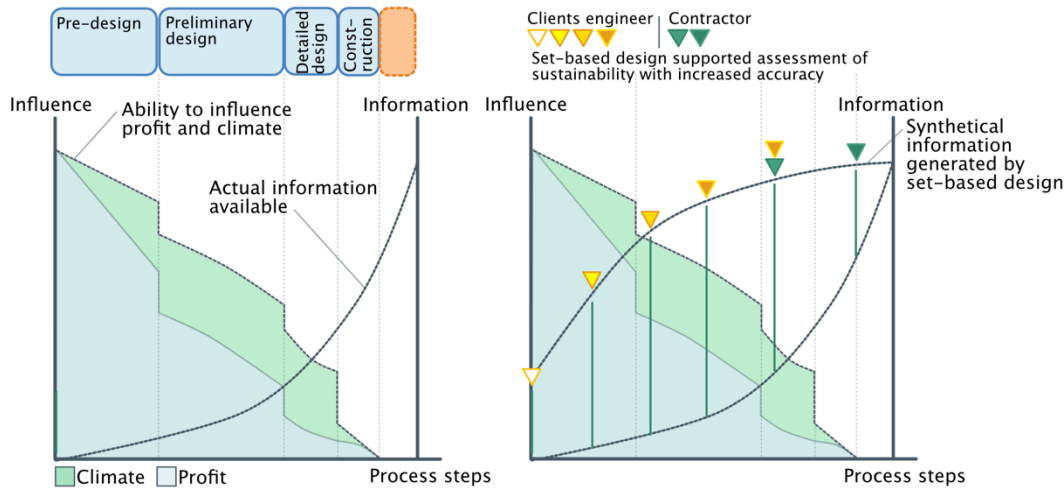 Pre-design
Preliminary
design
Detailed
design
Const-
ruction
Clients engineer
Contractor
Set-based design supported assessment of
sustainability with increased accuracy
Influence
Ability to influence
profit and climate
Information
Actual information
available
Climate
Profit
Process steps
Influence
Information
Synthetical
information
generated by
set-based design
Process steps